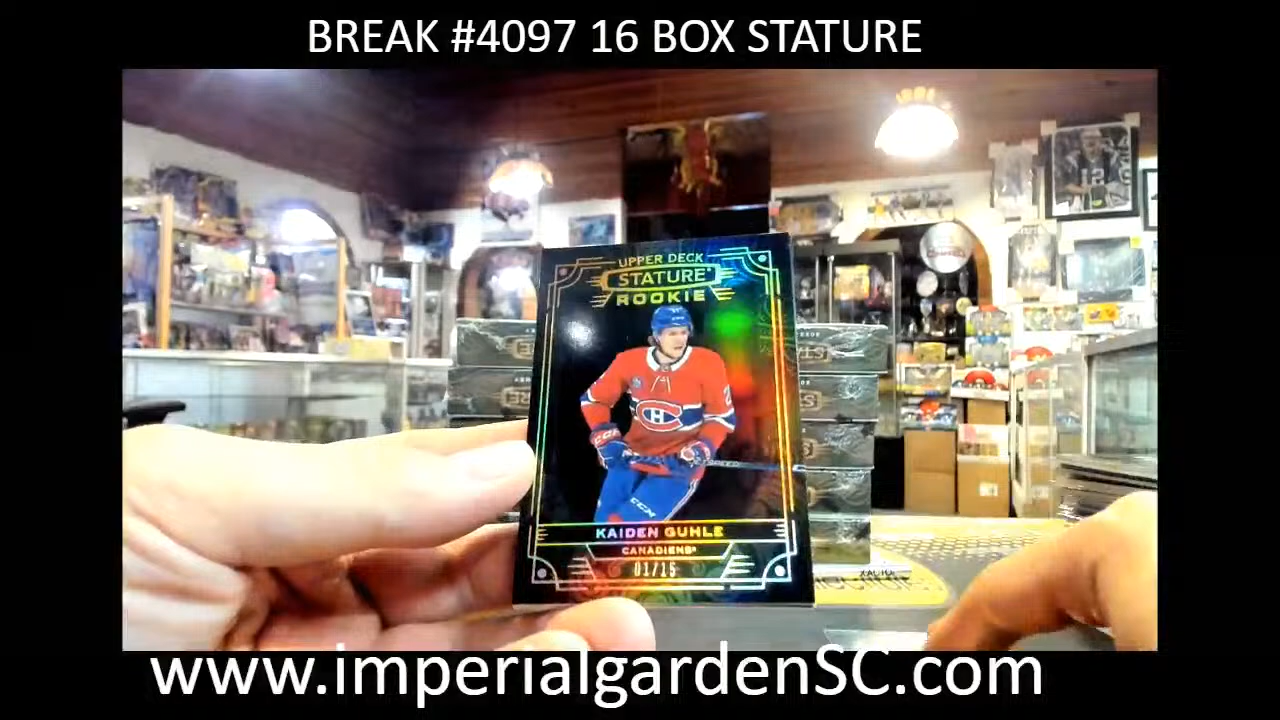 BREAK #4097 16 BOX STATURE
UPPER DECK
STATURE
ROOKIE
KAIDEN GUHLE
CANADIENS
01/15
www.imperialgardenSC.com